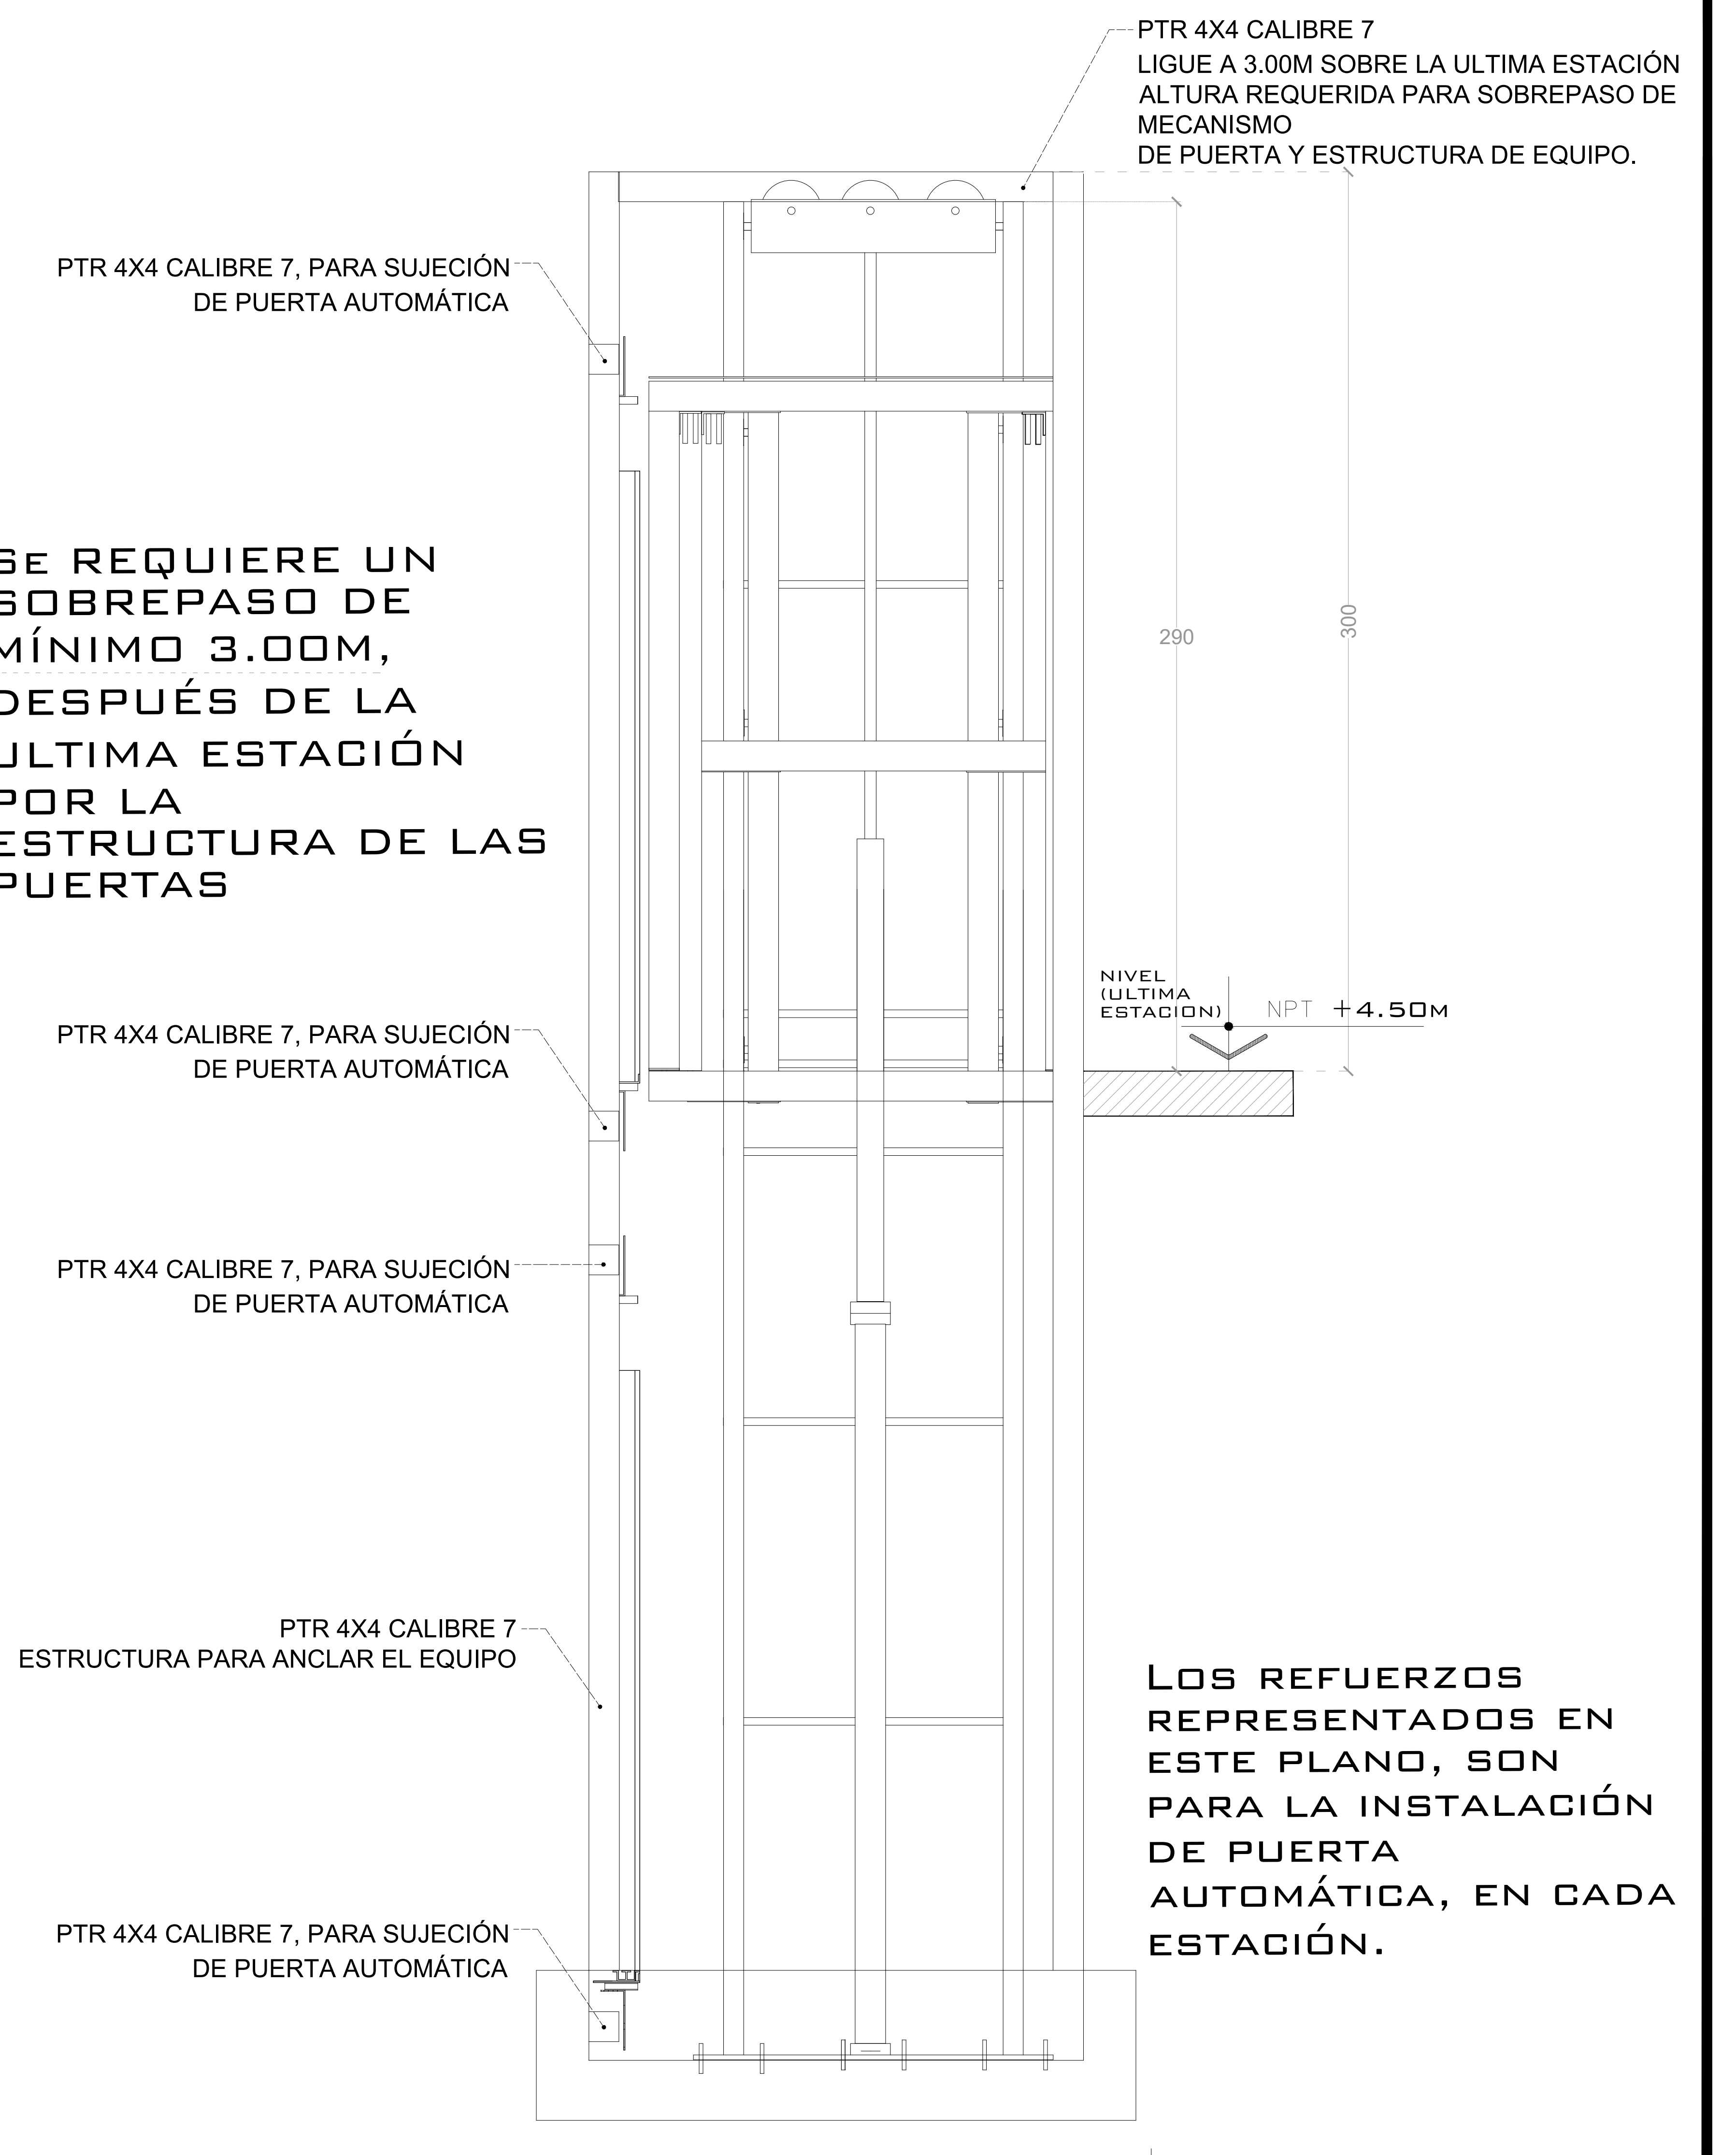 PTR 4X4 CALIBRE 7
LIGUE A 3.00M SOBRE LA ULTIMA ESTACIÓN
ALTURA REQUERIDA PARA SOBREPASO DE
MECANISMO
DE PUERTA Y ESTRUCTURA DE EQUIPO.
PTR 4X4 CALIBRE 7, PARA SUJECIÓN
DE PUERTA AUTOMÁTICA
SE REQUIERE UN
SOBREPASO DE
MÍNIMO 3.00M,
DESPUÉS DE LA
ULTIMA ESTACIÓN
POR LA
ESTRUCTURA DE LAS
PUERTAS
290
300
NIVEL
(ULTIMA
ESTACION)
NPT +4.50M
PTR 4X4 CALIBRE 7, PARA SUJECIÓN
DE PUERTA AUTOMÁTICA
PTR 4X4 CALIBRE 7, PARA SUJECIÓN
DE PUERTA AUTOMÁTICA
PTR 4X4 CALIBRE 7
ESTRUCTURA PARA ANCLAR EL EQUIPO
LOS REFUERZOS
REPRESENTADOS EN
ESTE PLANO, SON
PARA LA INSTALACIÓN
DE PUERTA
AUTOMÁTICA, EN CADA
ESTACIÓN.
PTR 4X4 CALIBRE 7, PARA SUJECIÓN
DE PUERTA AUTOMÁTICA